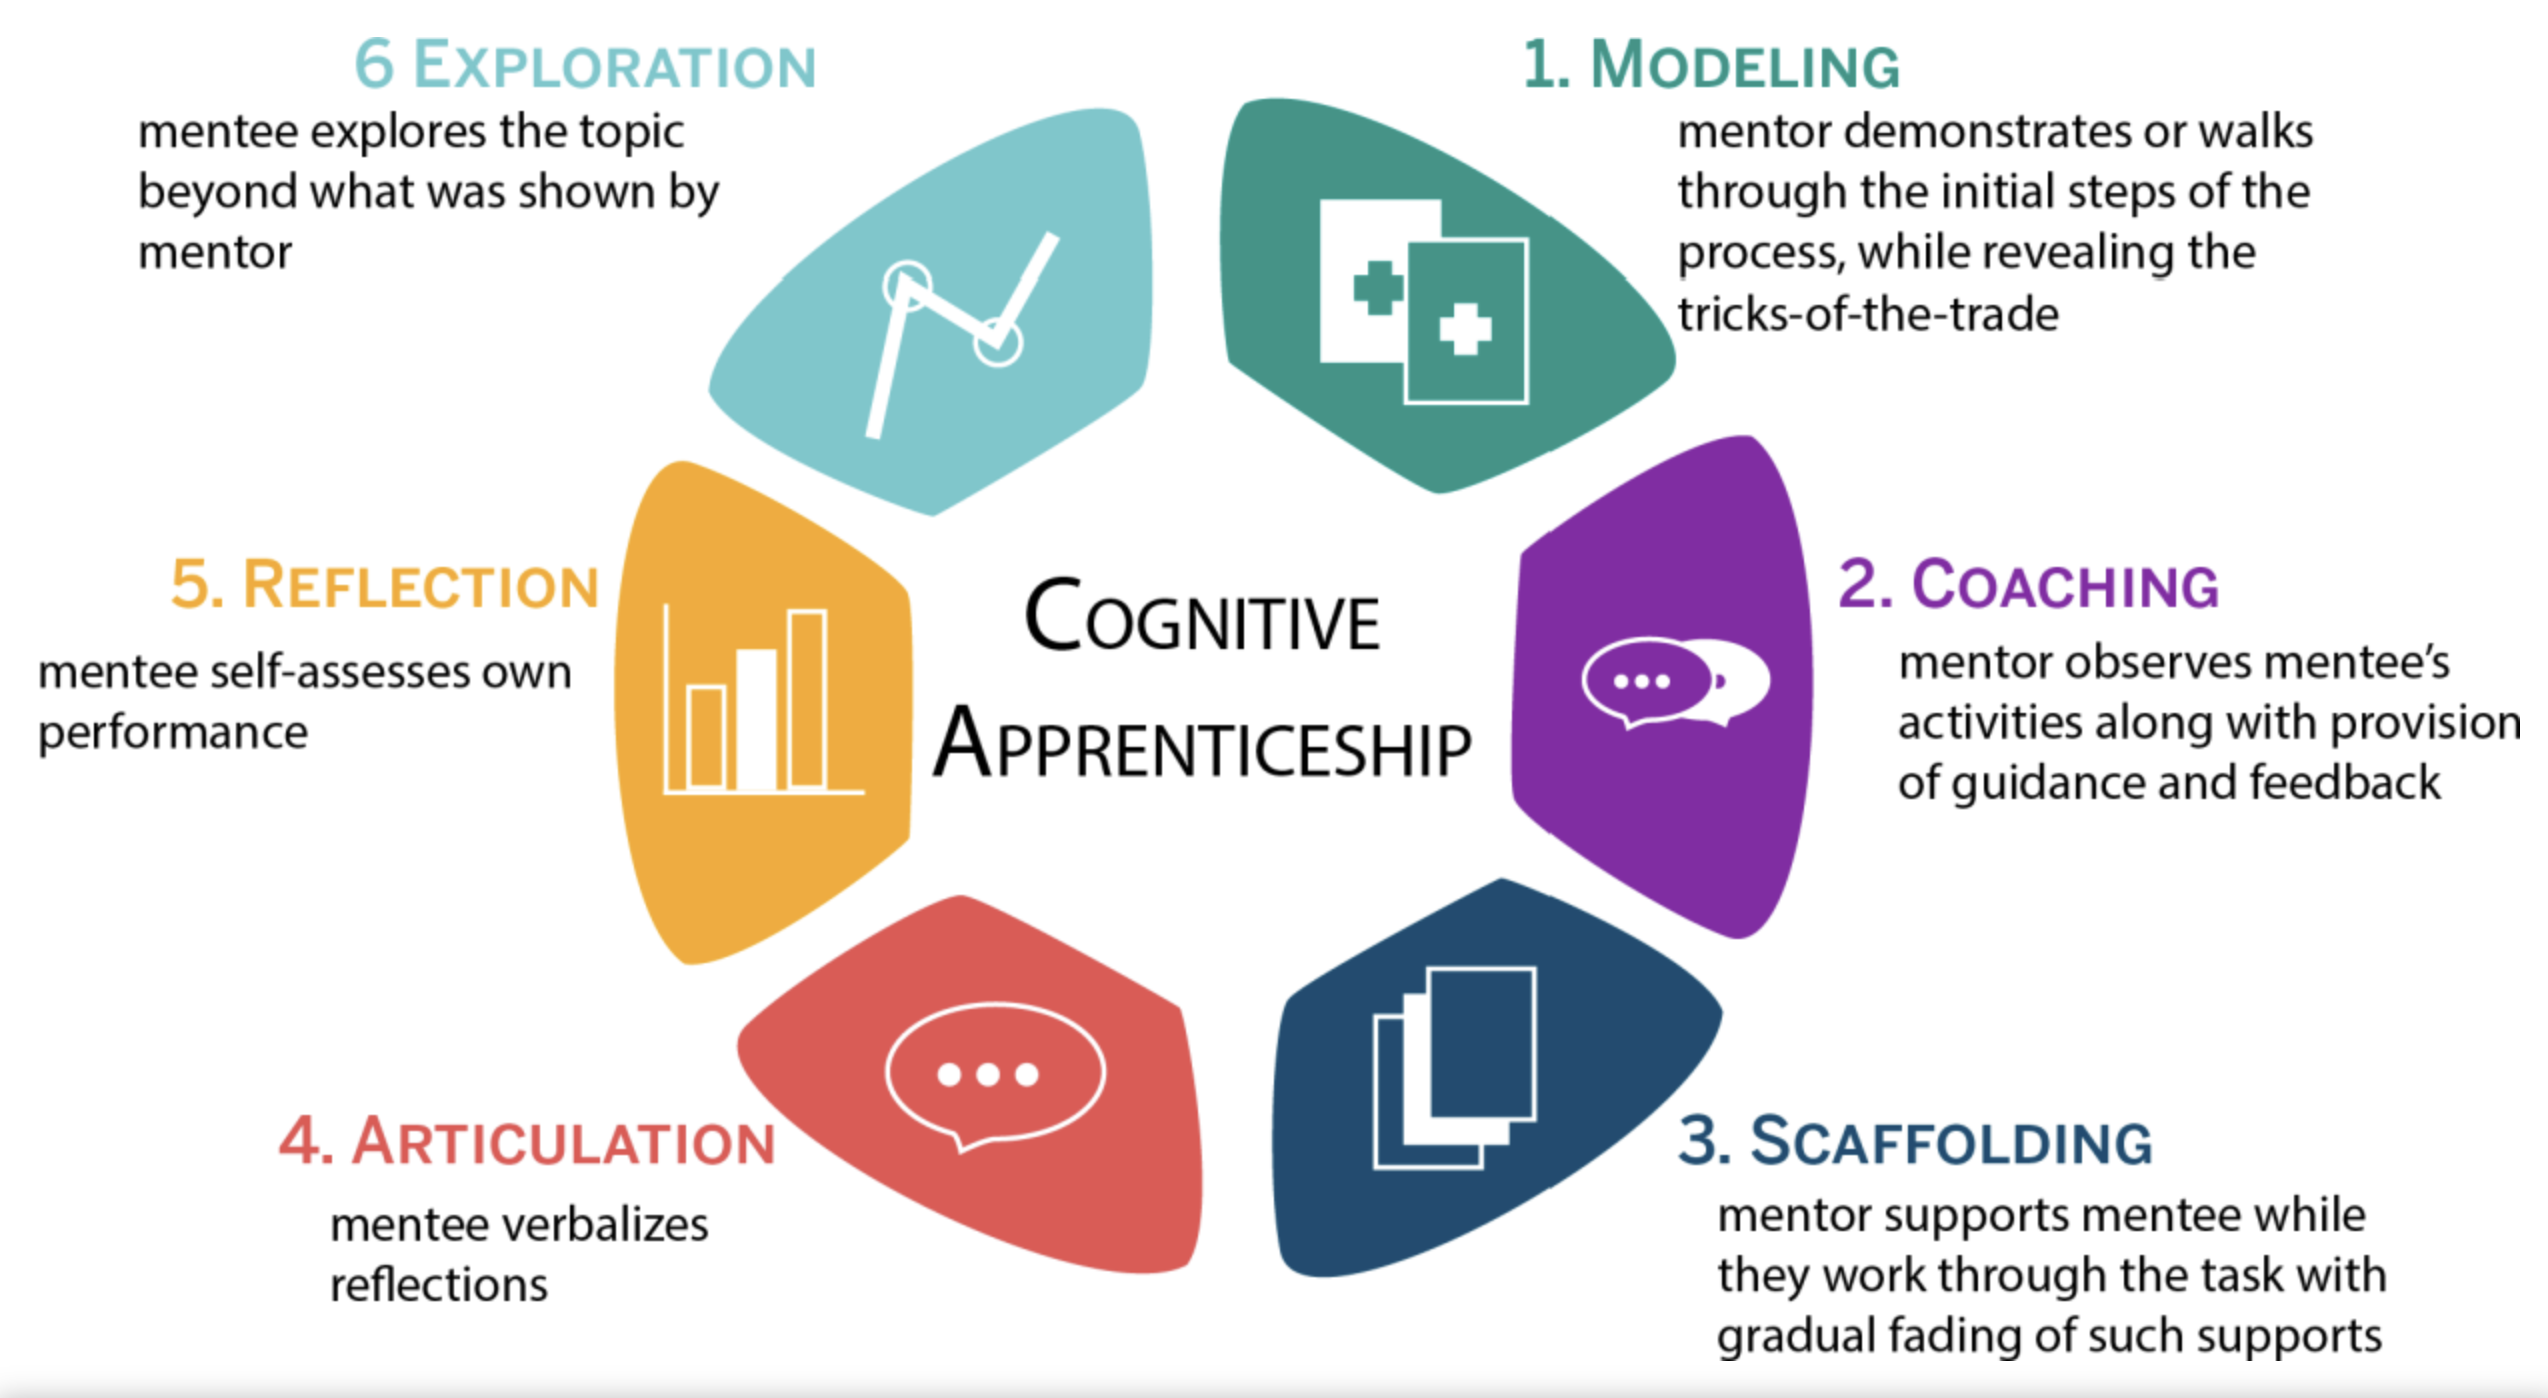 6 EXPLORATION
mentee explores the topic
beyond what was shown by
mentor
1. MODELING
mentor demonstrates or walks
through the initial steps of the
process, while revealing the
tricks-of-the-trade
5. REFLECTION
mentee self-assesses own
performance
COGNITIVE
APPRENTICESHIP
2. COACHING
mentor observes mentee’s
activities along with provision
of guidance and feedback
4. ARTICULATION
mentee verbalizes
reflections
3. SCAFFOLDING
mentor supports mentee while
they work through the task with
gradual fading of such supports